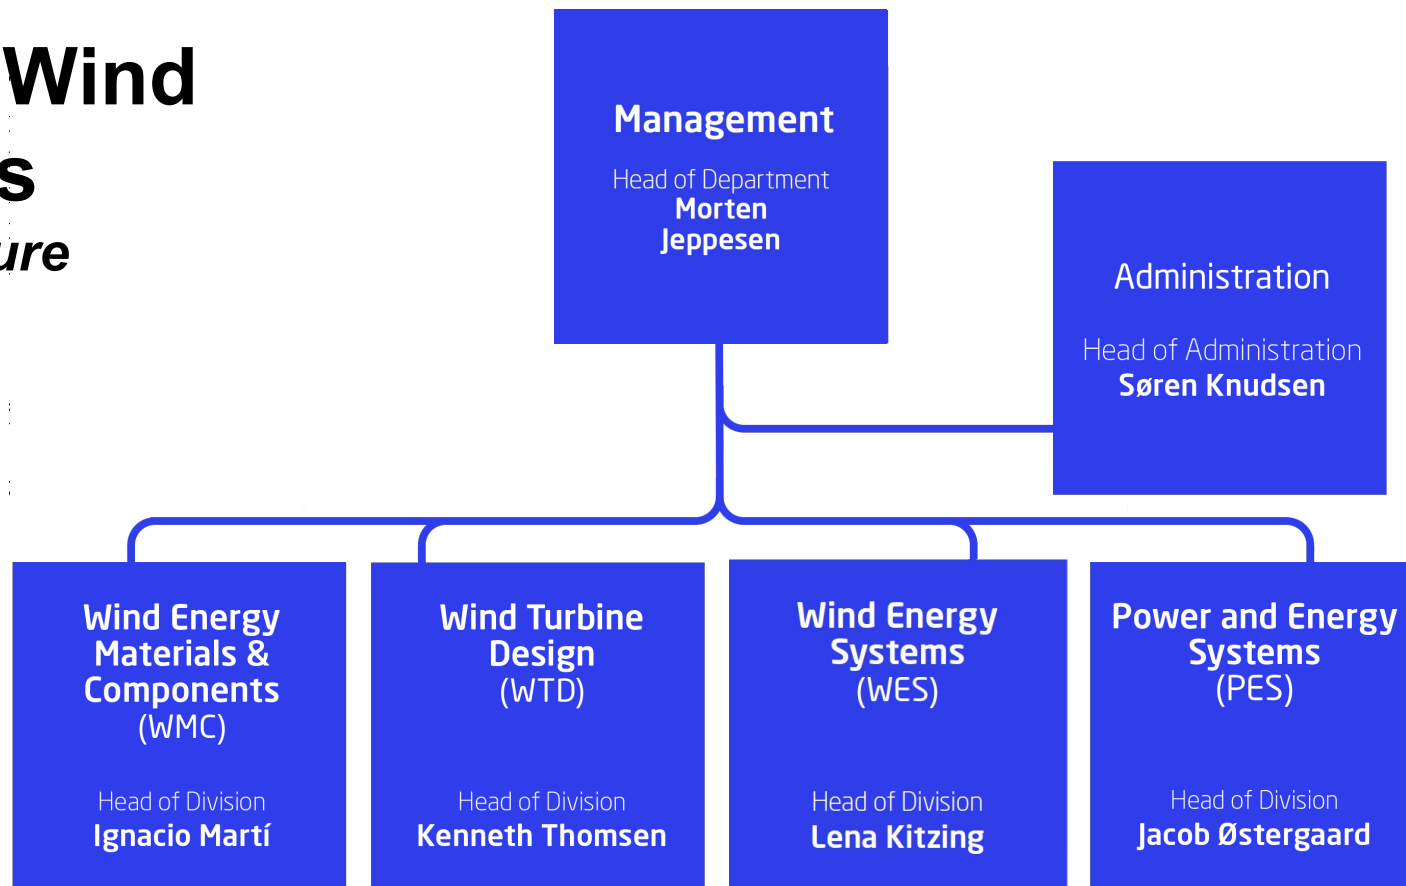 Wind
s
ure
Management
Head of Department
Morten
Jeppesen
Administration
Head of Administration
Søren Knudsen
Wind Energy
Materials &
Components
(WMC)
Head of Division
Ignacio Martí
Wind Turbine
Design
(WTD)
Head of Division
Kenneth Thomsen
Wind Energy
Systems
(WES)
Head of Division
Lena Kitzing
Power and Energy
Systems
(PES)
Head of Division
Jacob Østergaard